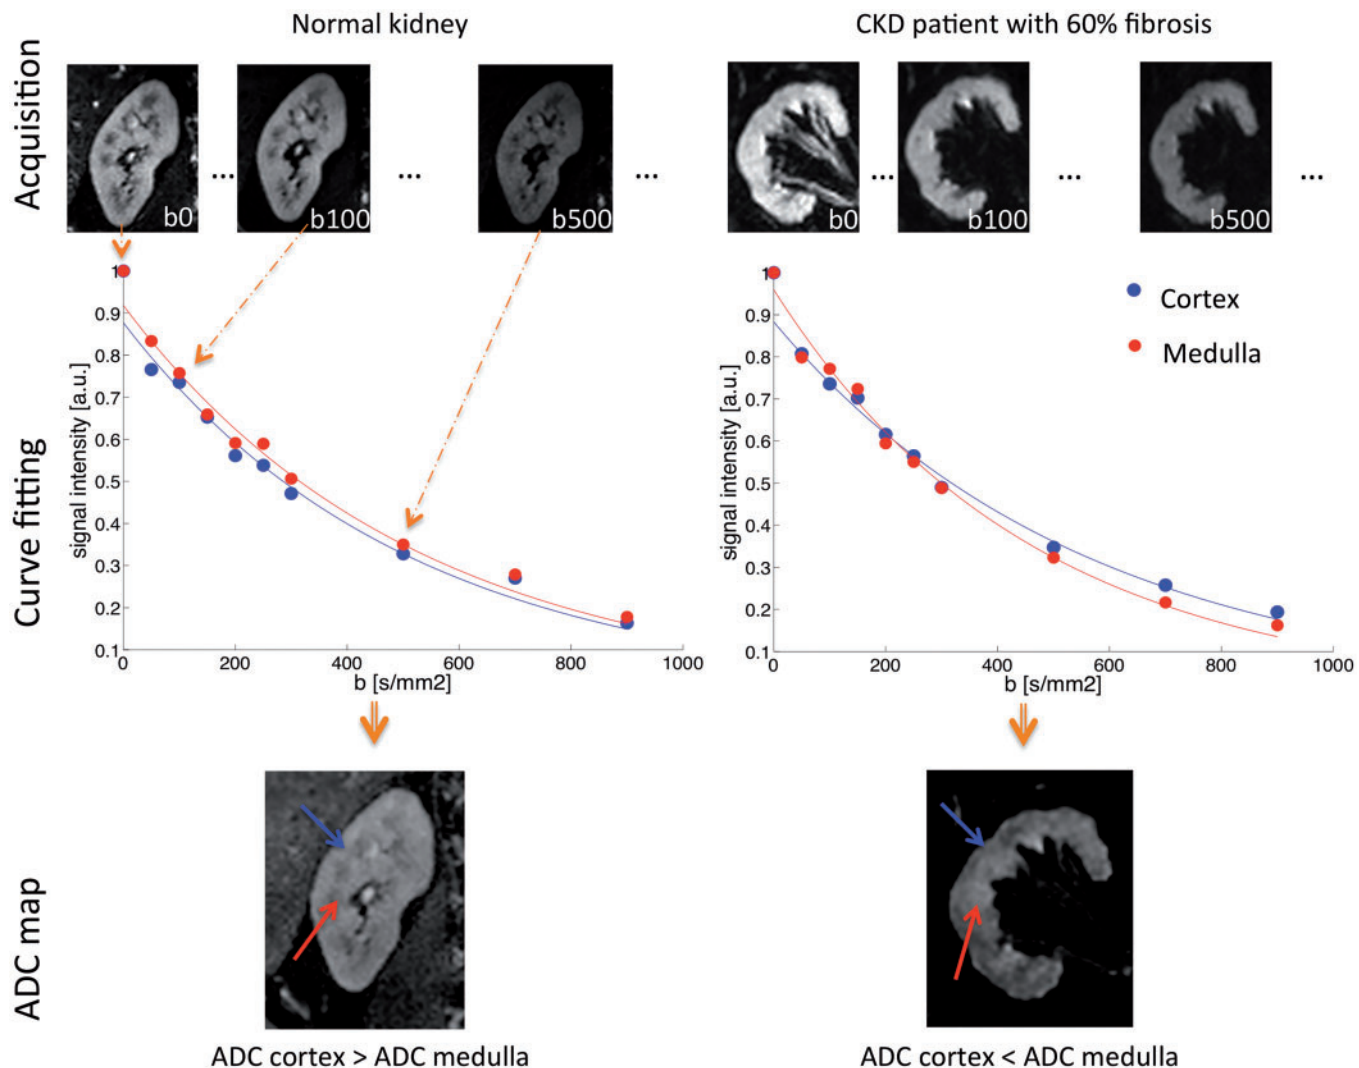 Normal kidney
CKD patient with 60% fibrosis
Acquisition
b0
...
b100
...
b500
...
b0
...
b100
...
b500
...
Curve fitting
signal intensity [a.u.]
1
0.9
0.8
0.7
0.6
0.5
0.4
0.3
0.2
0.1
0 200 400 600 800 1000
b [s/mm2]
signal intensity [a.u.]
1
0.9
0.8
0.7
0.6
0.5
0.4
0.3
0.2
0.1
0 200 400 600 800 1000
b [s/mm2]
Cortex
Medulla
ADC map
ADC cortex > ADC medulla
ADC cortex < ADC medulla